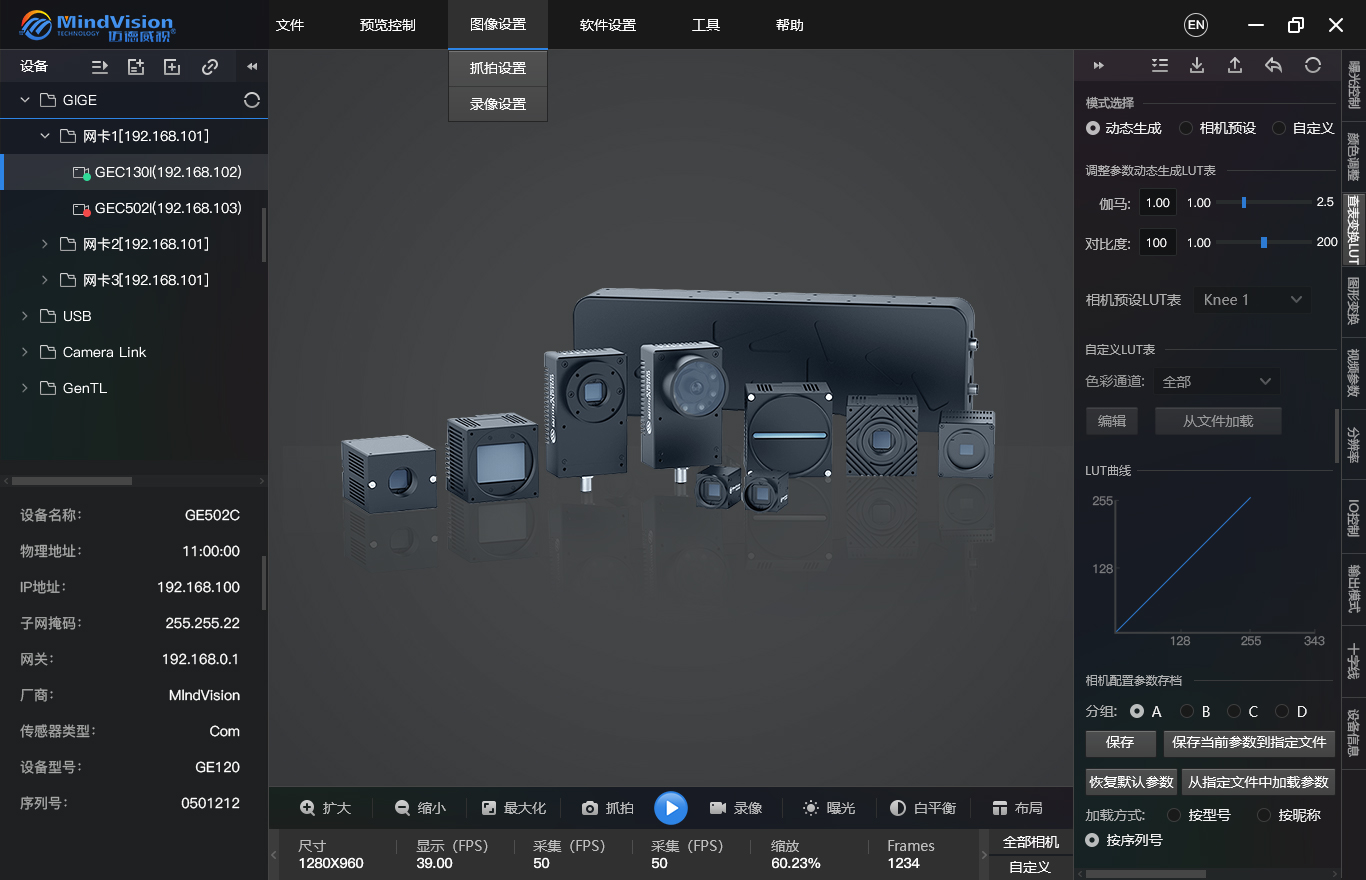 MindVision
TECHNOLOGY 迈德威视
文件 预览控制 图像设置 软件设置 工具 帮助 EN
抓拍设置
录像设置
设备
GIGE
网卡1[192.168.101]
GEC130I(192.168.102)
GEC502I(192.168.103)
网卡2[192.168.101]
网卡3[192.168.101]
USB
Camera Link
GenTL
设备名称: GE502C
物理地址: 11:00:00
IP地址: 192.168.100
子网掩码: 255.255.22
网关: 192.168.0.1
厂商: MIndVision
传感器类型: Com
设备型号: GE120
序列号: 0501212
扩大 缩小 最大化 抓拍 录像 曝光 白平衡 布局
尺寸 显示（FPS） 采集（FPS） 采集（FPS） 缩放 Frames
1280X960 39.00 50 50 60.23% 1234
全部相机
自定义
模式选择
动态生成 相机预设 自定义
调整参数动态生成LUT表
伽马: 1.00 1.00 2.5
对比度: 100 1.00 200
相机预设LUT表 Knee 1
自定义LUT表
色彩通道: 全部
编辑 从文件加载
LUT曲线
255
128
128 255 343
相机配置参数存档
分组: A B C D
保存 保存当前参数到指定文件
恢复默认参数 从指定文件中加载参数
加载方式: 按型号 按昵称
按序列号
曝光控制
颜色调整
查表变换LUT
图形变换
视频参数
分辨率
IO控制
输出模式
十字线
设备信息